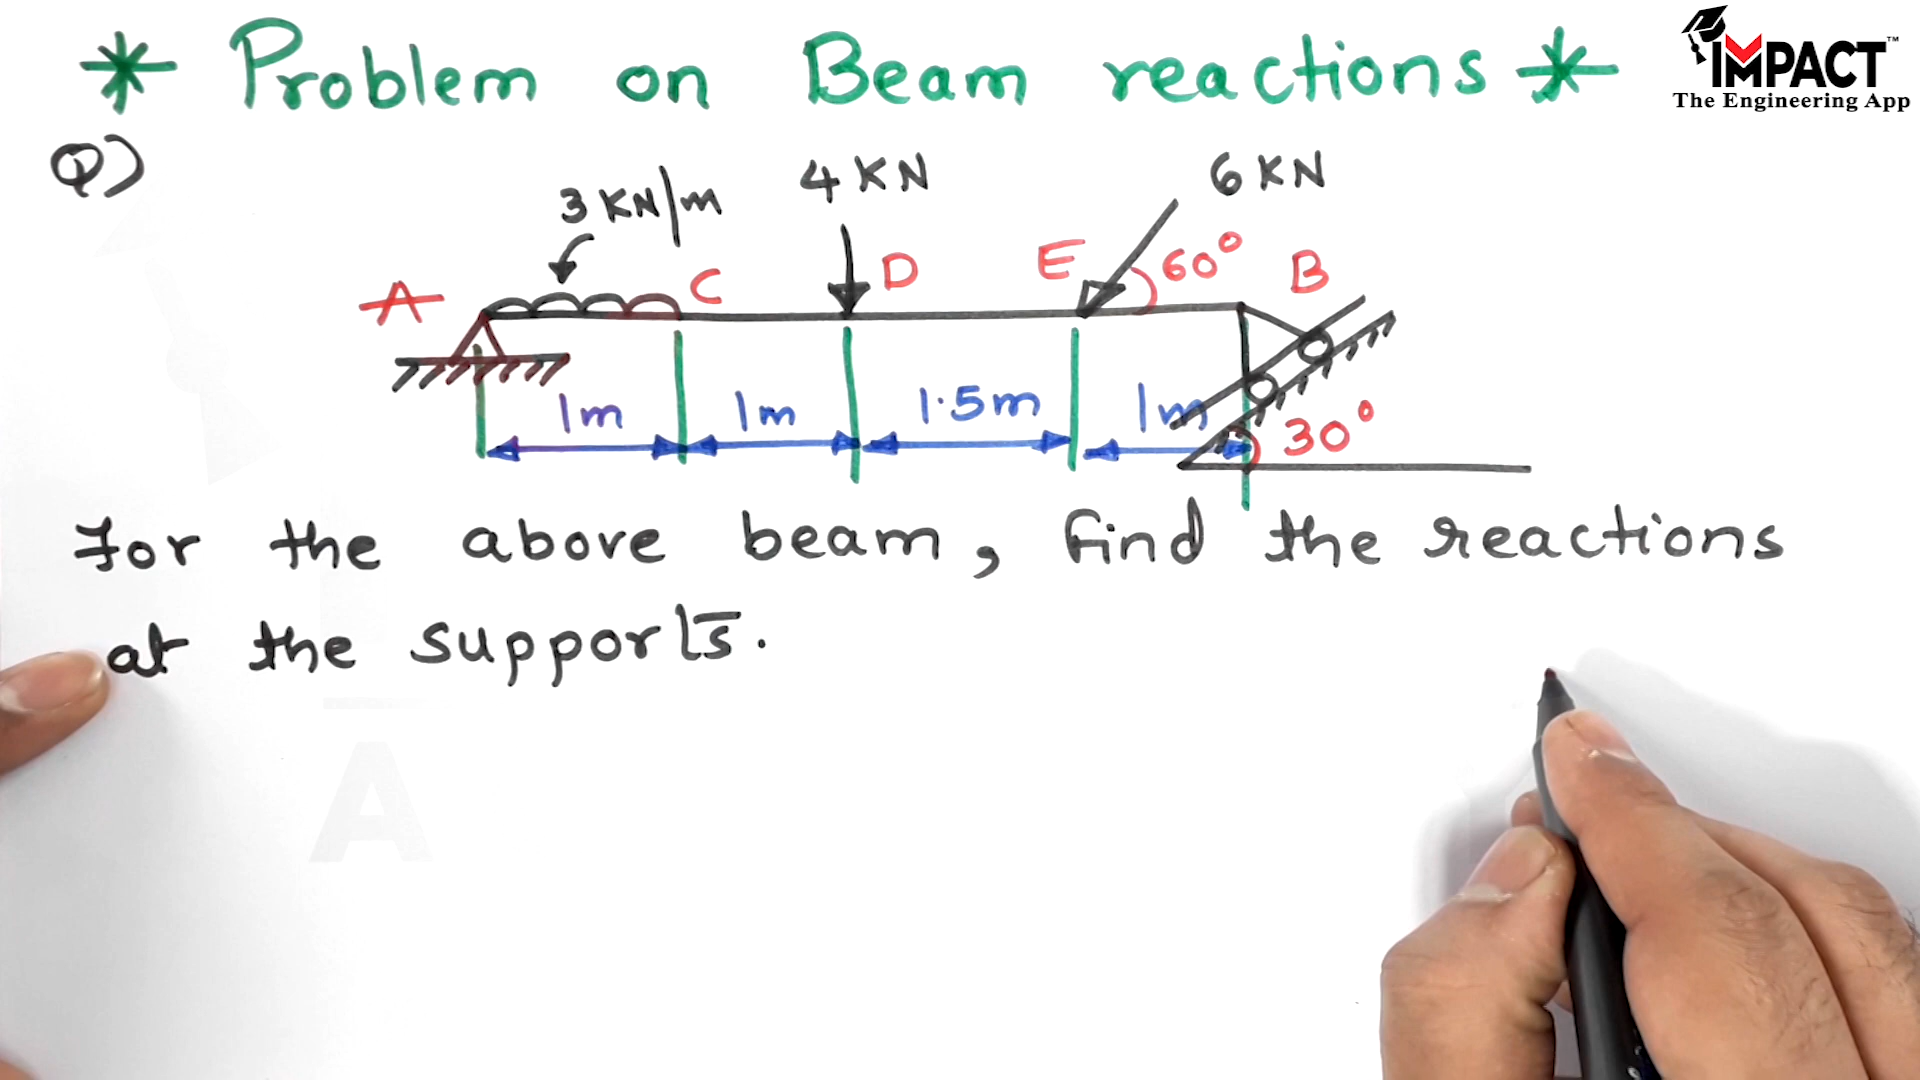 * Problem on Beam reactions *
IMPACT™
The Engineering App
Q)
3 KN/m
4 KN
6 KN
A
C
D
E
60°
B
1m
1m
1.5m
1m
30°
For the above beam, find the reactions
at the supports.
A